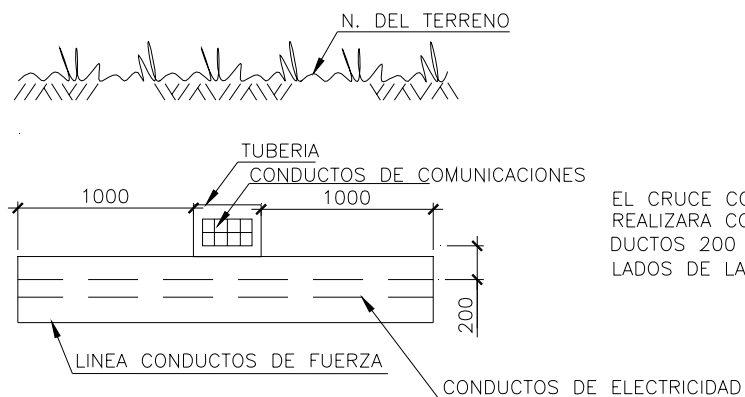 N. DEL TERRENO
TUBERIA
CONDUCTOS DE COMUNICACIONES
1000
1000
EL CRUCE
REALIZARA
DUCTOS 200
LADOS DE
200
LINEA CONDUCTOS DE FUERZA
CONDUCTOS DE ELECTRICIDAD